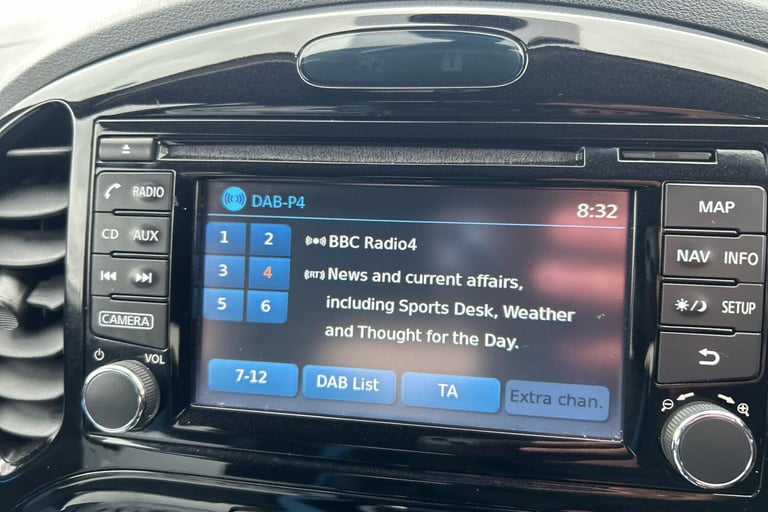 RADIO
CD AUX
CAMERA
VOL
DAB-P4 8:32
1 2
3 4
5 6
BBC Radio4
(RT) News and current affairs,
including Sports Desk, Weather
and Thought for the Day.
7-12 DAB List TA Extra chan.
MAP
NAV INFO
SETUP